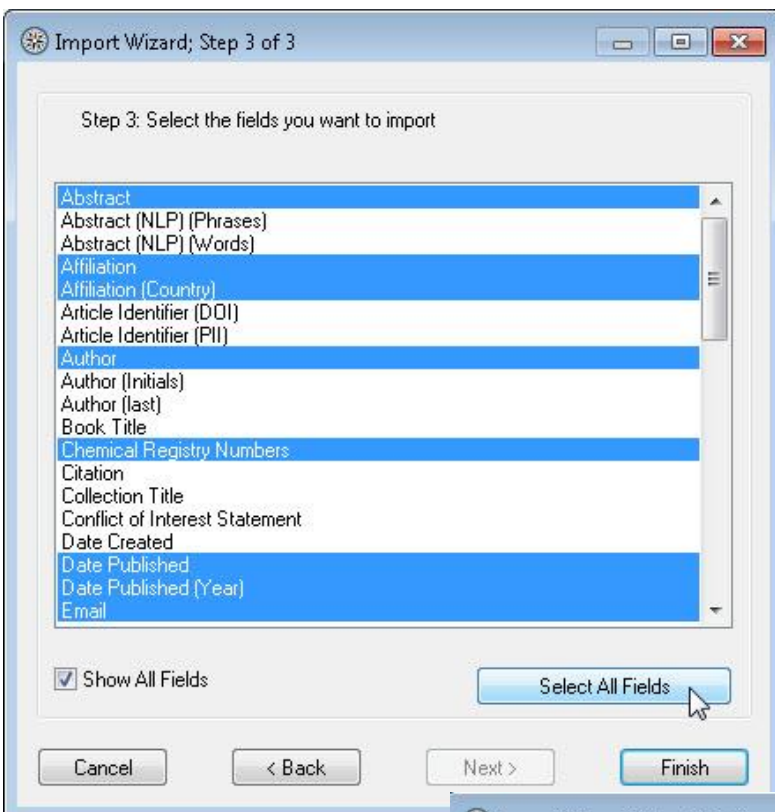 Import Wizard; Step 3 of 3
Step 3: Select the fields you want to import
Abstract
Abstract (NLP) (Phrases)
Abstract (NLP) (Words)
Affiliation
Affiliation (Country)
Article Identifier (DOI)
Article Identifier (PII)
Author
Author (Initials)
Author (last)
Book Title
Chemical Registry Numbers
Citation
Collection Title
Conflict of Interest Statement
Date Created
Date Published
Date Published (Year)
Email
Show All Fields
Select All Fields
Cancel
< Back
Next >
Finish